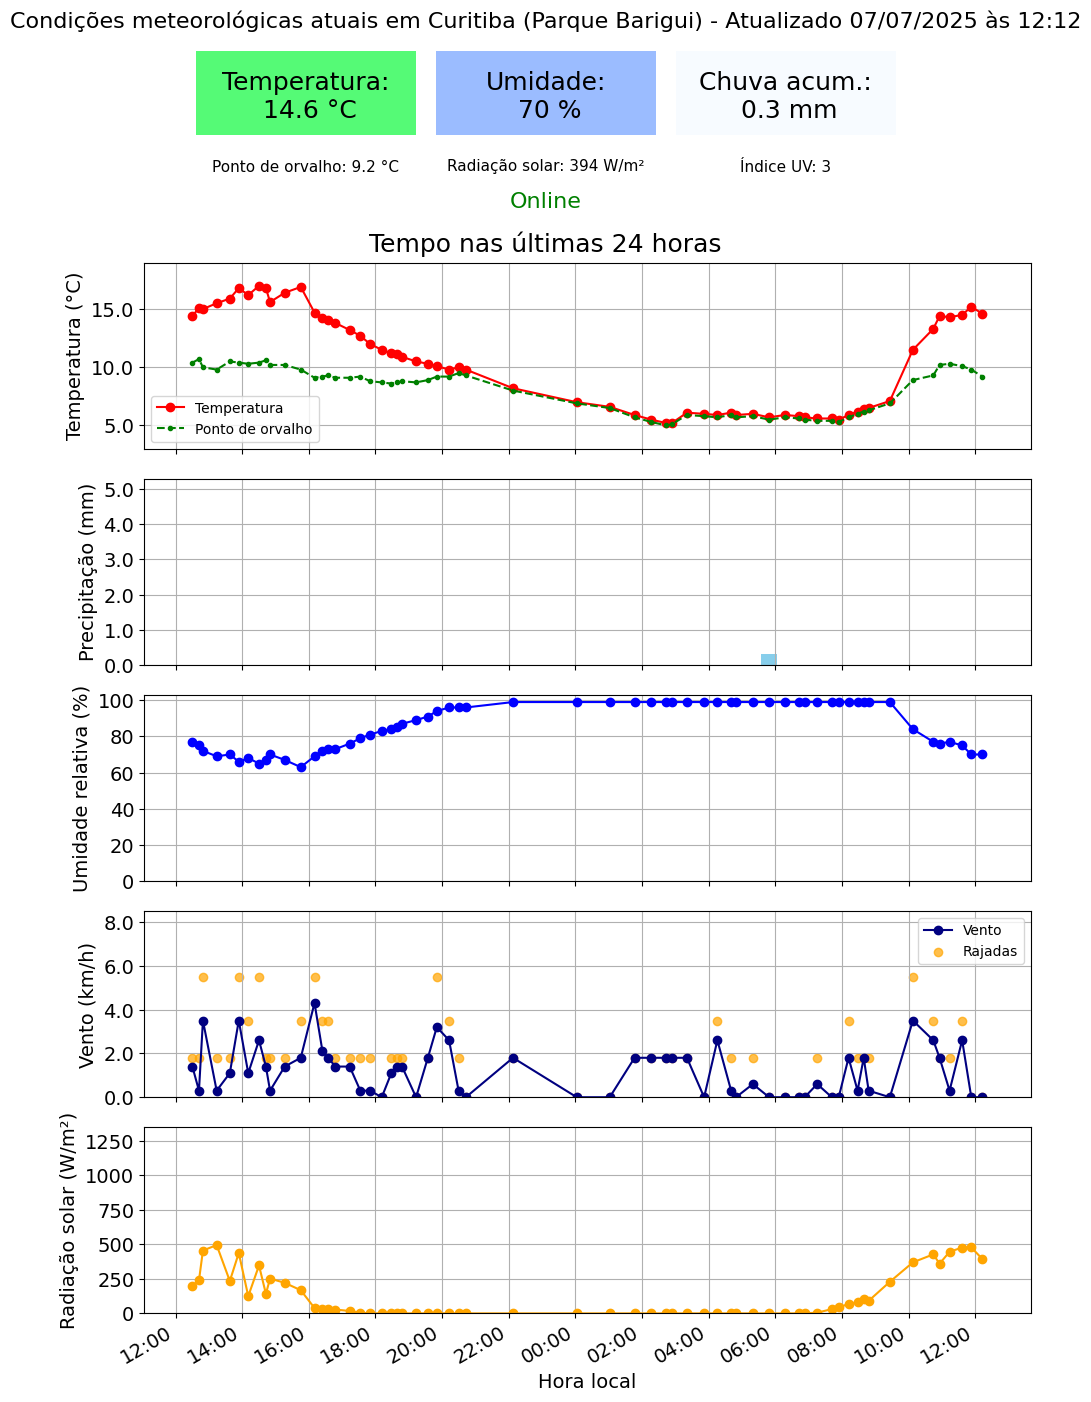 Condições meteorológicas atuais em Curitiba (Parque Barigui) - Atualizado 07/07/2025 às 12:12
Temperatura:
14.6 °C
Umidade:
70 %
Chuva acum.:
0.3 mm
Ponto de orvalho: 9.2 °C
Radiação solar: 394 W/m²
Índice UV: 3
Online
Tempo nas últimas 24 horas
Temperatura (°C)
15.0
10.0
5.0
Temperatura
Ponto de orvalho
Precipitação (mm)
5.0
4.0
3.0
2.0
1.0
0.0
Umidade relativa (%)
100
80
60
40
20
0
Vento (km/h)
8.0
6.0
4.0
2.0
0.0
Vento
Rajadas
Radiação solar (W/m²)
1250
1000
750
500
250
0
12:00
14:00
16:00
18:00
20:00
22:00
00:00
02:00
04:00
06:00
08:00
10:00
12:00
Hora local